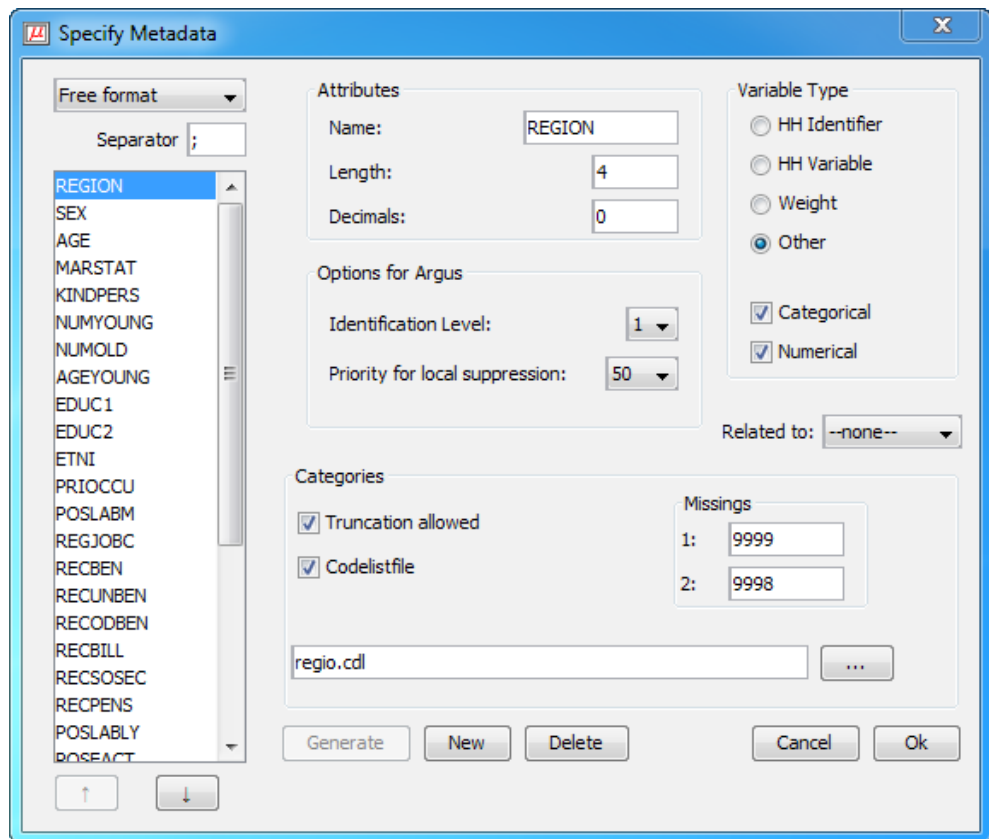 µ Specify Metadata
X
Free format
Separator ;
REGION
SEX
AGE
MARSTAT
KINDPERS
NUMYOUNG
NUMOLD
AGEYOUNG
EDUC1
EDUC2
ETNI
PRIOCCU
POSLABM
REGJOBC
RECBEN
RECUNBEN
RECODBEN
RECBILL
RECSOSEC
RECPENS
POSLABLY
POSEACT
↑ ↓
Attributes
Name: REGION
Length: 4
Decimals: 0
Options for Argus
Identification Level: 1
Priority for local suppression: 50
Variable Type
HH Identifier
HH Variable
Weight
Other
Categorical
Numerical
Related to: --none--
Categories
Truncation allowed
Codelistfile
Missings
1: 9999
2: 9998
regio.cdl ...
Generate New Delete Cancel Ok